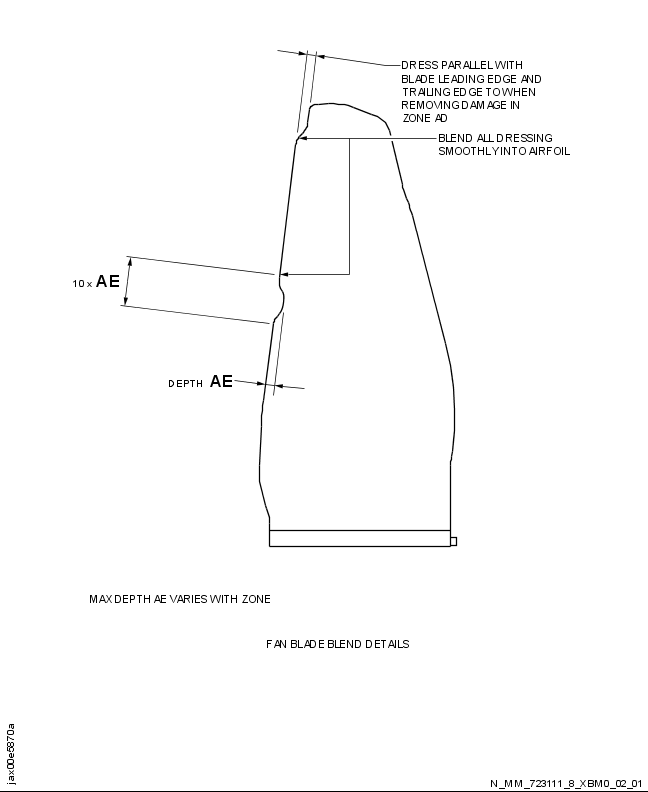 DRESS PARALLEL WITH
BLADE LEADING EDGE AND
TRAILING EDGE TO WHEN
REMOVING DAMAGE IN
ZONE AD
BLEND ALL DRESSING
SMOOTHLY INTO AIRFOIL
10 x AE
DEPTH AE
MAX DEPTH AE VARIES WITH ZONE
FAN BLADE BLEND DETAILS
jax00e5870a
N_MM_723111_8_XBM0_02_01